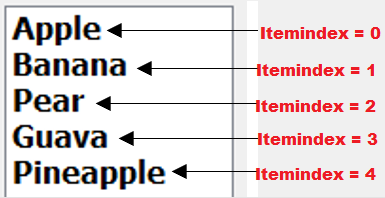 Apple Itemindex = 0
Banana Itemindex = 1
Pear Itemindex = 2
Guava Itemindex = 3
Pineapple Itemindex = 4